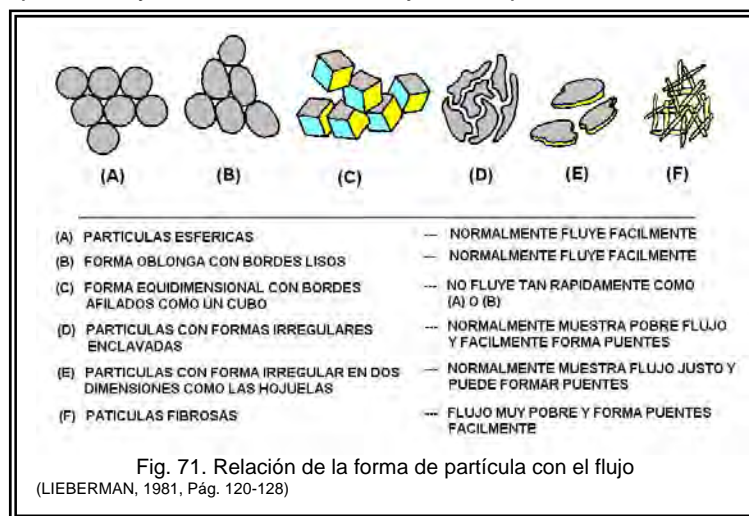 (A) (B) (C) (D) (E) (F)
(A) PARTICULAS ESFERICAS --- NORMALMENTE FLUYE FACILMENTE
(B) FORMA OBLONGA CON BORDES LISOS --- NORMALMENTE FLUYE FACILMENTE
(C) FORMA EQUIDIMENSIONAL CON BORDES AFILADOS COMO UN CUBO --- NO FLUYE TAN RAPIDAMENTE COMO (A) O (B)
(D) PARTICULAS CON FORMAS IRREGULARES ENCLAVADAS --- NORMALMENTE MUESTRA POBRE FLUJO Y FACILMENTE FORMA PUENTES
(E) PARTICULAS CON FORMA IRREGULAR EN DOS DIMENSIONES COMO LAS HOJUELAS --- NORMALMENTE MUESTRA FLUJO JUSTO Y PUEDE FORMAR PUENTES
(F) PATICULAS FIBROSAS --- FLUJO MUY POBRE Y FORMA PUENTES FACILMENTE
Fig. 71. Relación de la forma de partícula con el flujo
(LIEBERMAN, 1981, Pág. 120-128)